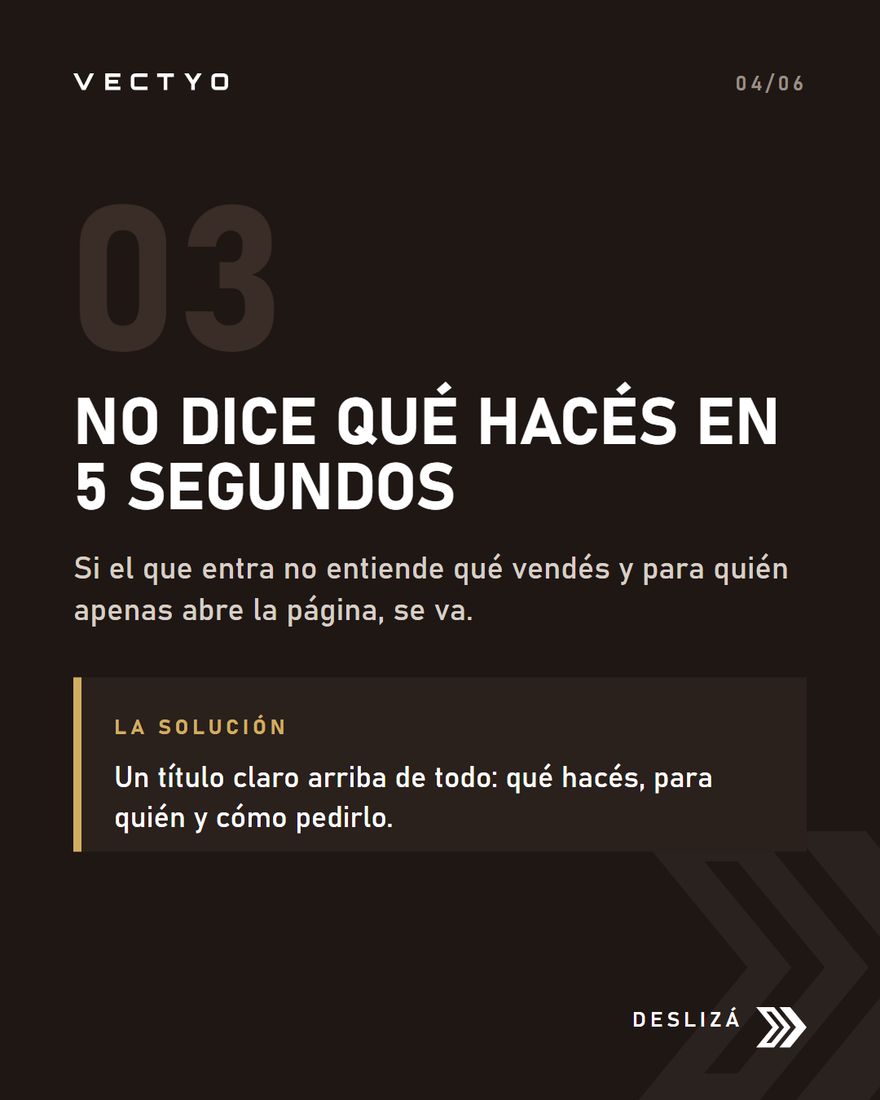 VECTYO
04/06
03
NO DICE QUÉ HACÉS EN
5 SEGUNDOS
Si el que entra no entiende qué vendés y para quién
apenas abre la página, se va.
LA SOLUCIÓN
Un título claro arriba de todo: qué hacés, para
quién y cómo pedirlo.
DESLIZÁ